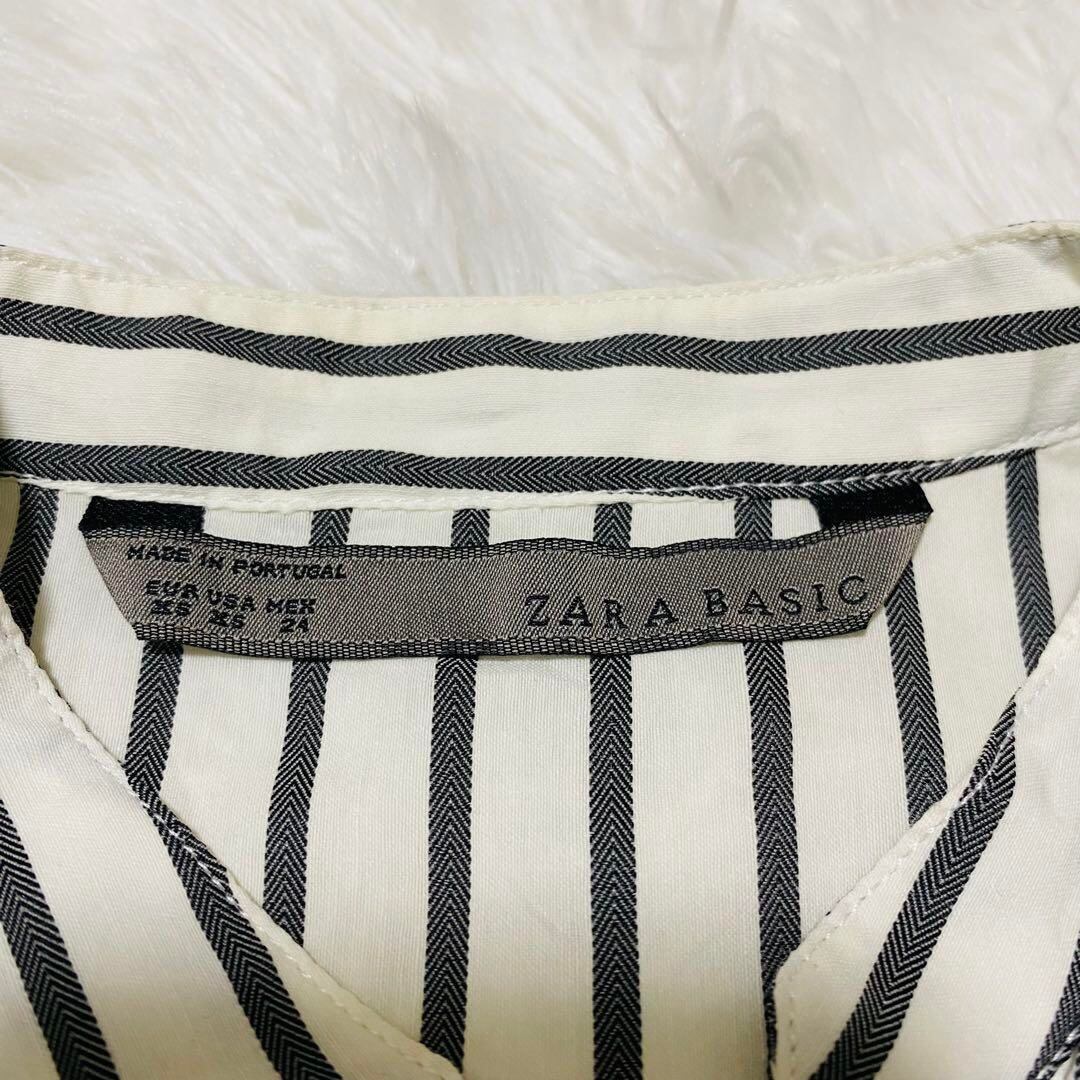 MADE IN PORTUGAL
EUR USA MEX
XS XS 24
ZARA BASIC